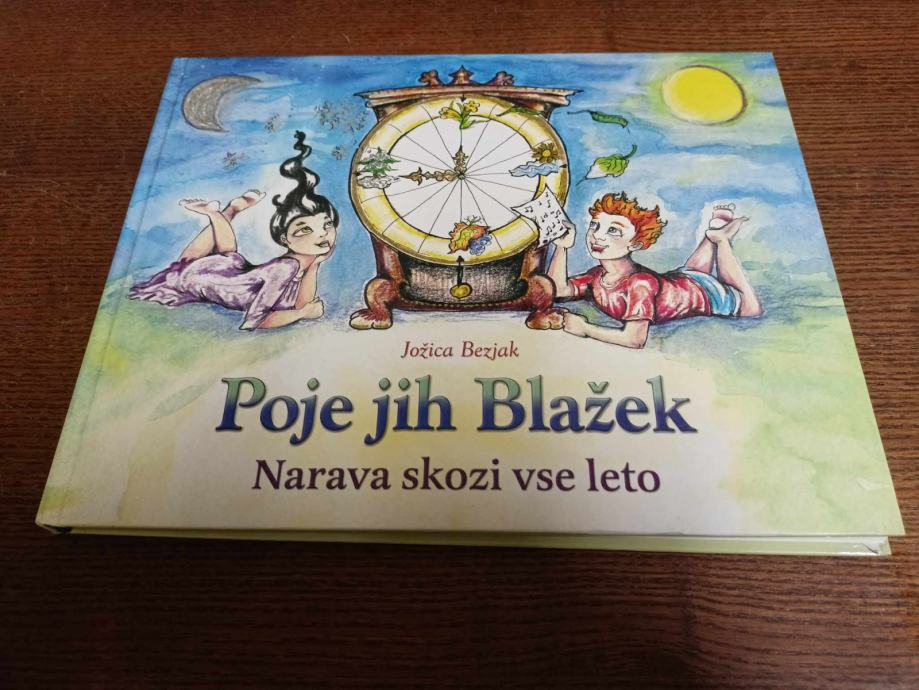 Jožica Bezjak
Poje jih Blažek
Narava skozi vse leto